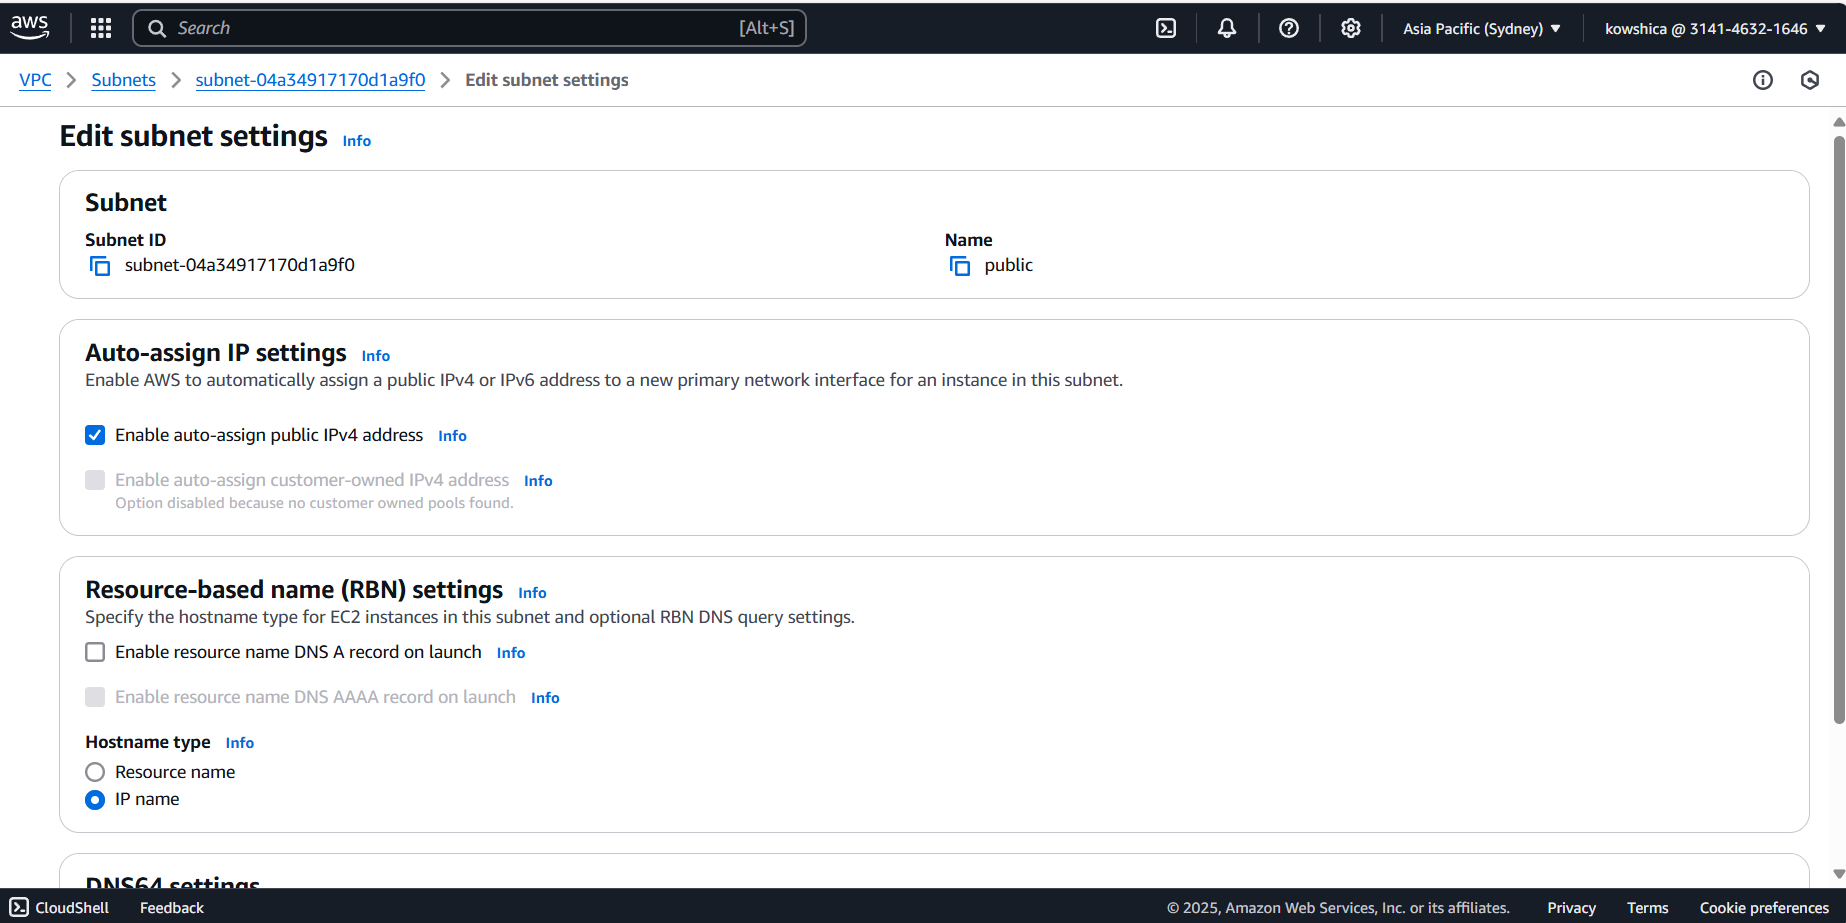 aws
Search [Alt+S] Asia Pacific (Sydney) kowshica @ 3141-4632-1646
VPC Subnets subnet-04a34917170d1a9f0 Edit subnet settings
Edit subnet settings Info
Subnet
Subnet ID
subnet-04a34917170d1a9f0
Name
public
Auto-assign IP settings Info
Enable AWS to automatically assign a public IPv4 or IPv6 address to a new primary network interface for an instance in this subnet.
Enable auto-assign public IPv4 address Info
Enable auto-assign customer-owned IPv4 address Info
Option disabled because no customer owned pools found.
Resource-based name (RBN) settings Info
Specify the hostname type for EC2 instances in this subnet and optional RBN DNS query settings.
Enable resource name DNS A record on launch Info
Enable resource name DNS AAAA record on launch Info
Hostname type Info
Resource name
IP name
DNS64 settings
CloudShell Feedback © 2025, Amazon Web Services, Inc. or its affiliates. Privacy Terms Cookie preferences